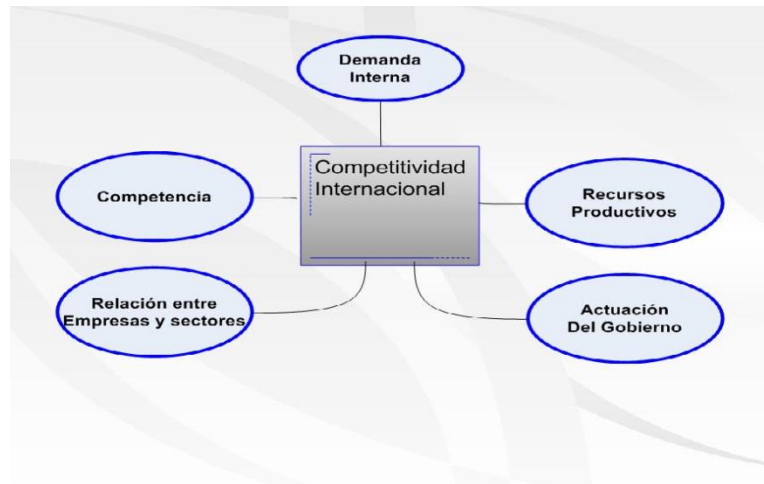 Demanda
Interna
Competitividad
Internacional
Competencia
Recursos
Productivos
Relación entre
Empresas y sectores
Actuación
Del Gobierno